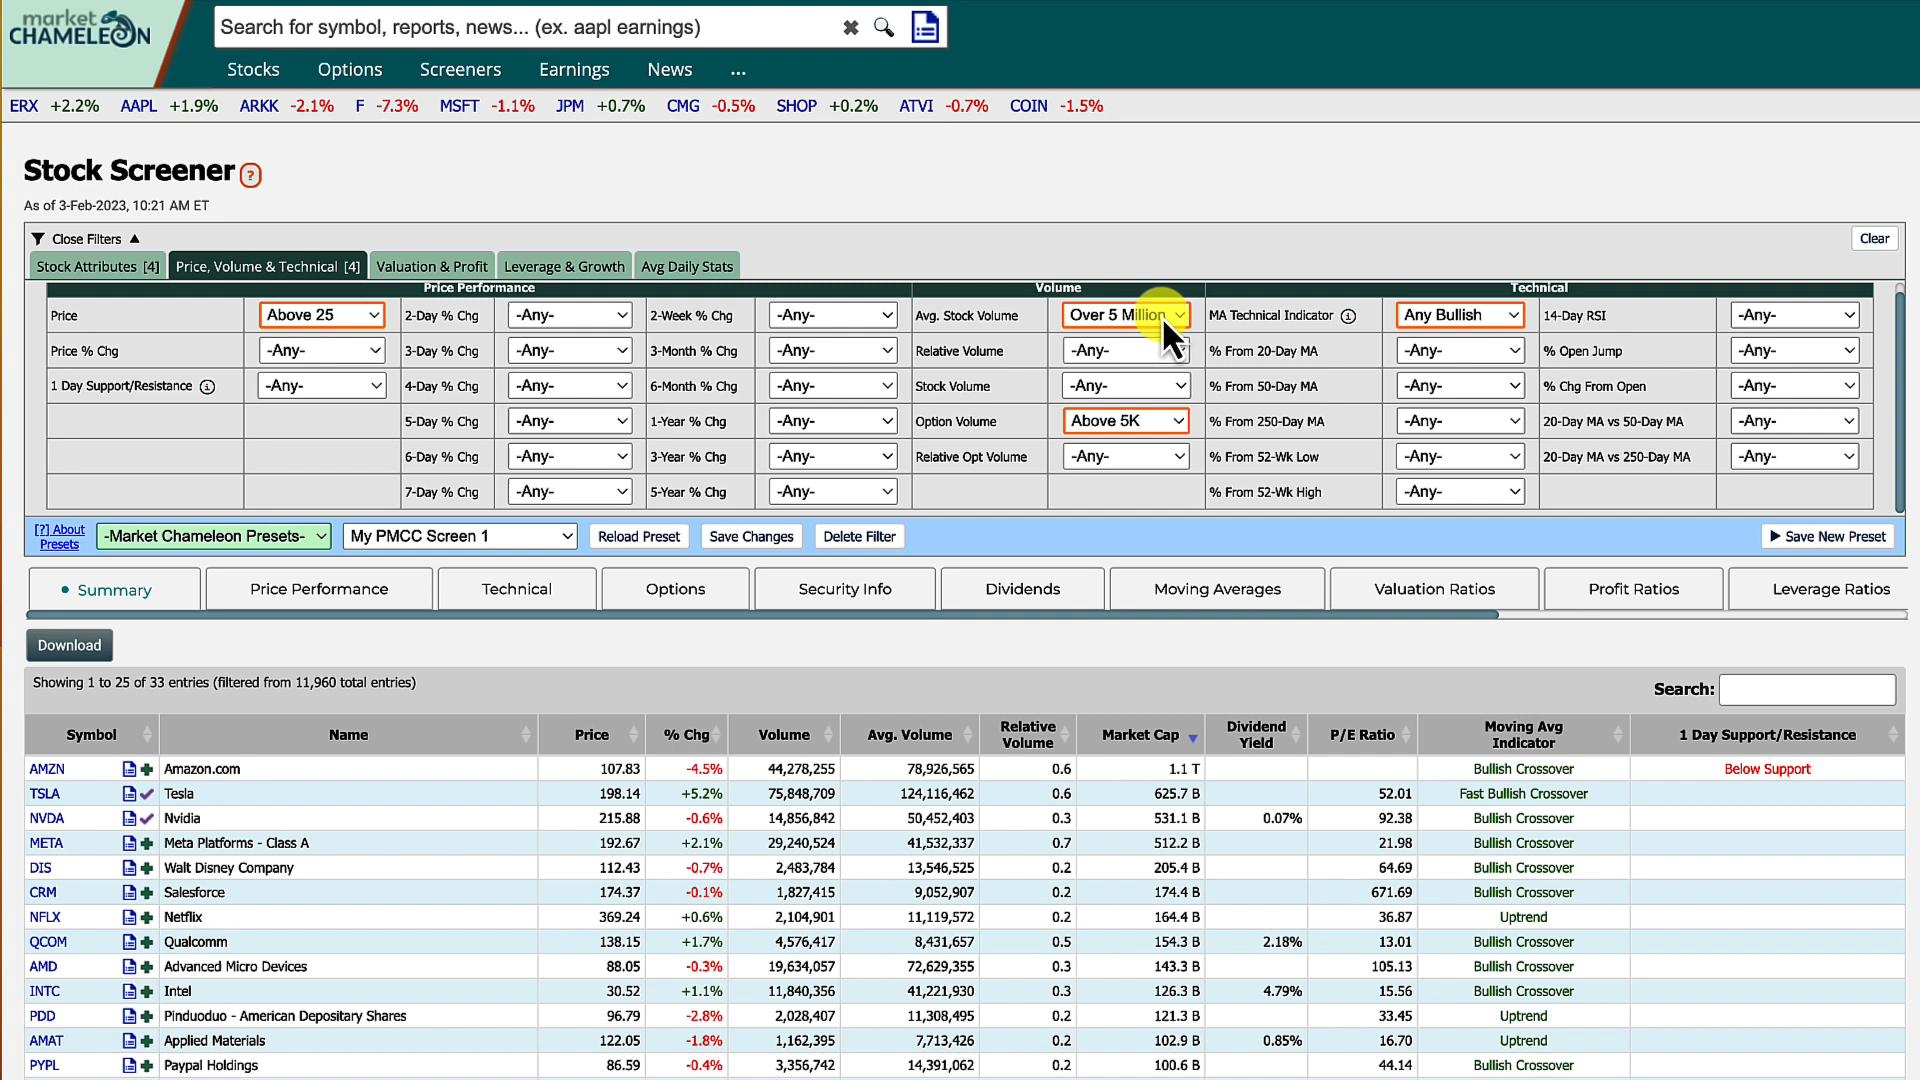 market
CHAMELEON
Search for symbol, reports, news... (ex. aapl earnings)
Stocks Options Screeners Earnings News ...
ERX +2.2% AAPL +1.9% ARKK -2.1% F -7.3% MSFT -1.1% JPM +0.7% CMG -0.5% SHOP +0.2% ATVI -0.7% COIN -1.5%
Stock Screener ?
As of 3-Feb-2023, 10:21 AM ET
Close Filters ▲ Clear
Stock Attributes [4] Price, Volume & Technical [4] Valuation & Profit Leverage & Growth Avg Daily Stats
Price Performance Volume Technical
Price Above 25 2-Day % Chg -Any- 2-Week % Chg -Any- Avg. Stock Volume Over 5 Million MA Technical Indicator Any Bullish 14-Day RSI -Any-
Price % Chg -Any- 3-Day % Chg -Any- 3-Month % Chg -Any- Relative Volume -Any- % From 20-Day MA -Any- % Open Jump -Any-
1 Day Support/Resistance -Any- 4-Day % Chg -Any- 6-Month % Chg -Any- Stock Volume -Any- % From 50-Day MA -Any- % Chg From Open -Any-
5-Day % Chg -Any- 1-Year % Chg -Any- Option Volume Above 5K % From 250-Day MA -Any- 20-Day MA vs 50-Day MA -Any-
6-Day % Chg -Any- 3-Year % Chg -Any- Relative Opt Volume -Any- % From 52-Wk Low -Any- 20-Day MA vs 250-Day MA -Any-
7-Day % Chg -Any- 5-Year % Chg -Any- % From 52-Wk High -Any-
[?] About
Presets -Market Chameleon Presets- My PMCC Screen 1 Reload Preset Save Changes Delete Filter ▶ Save New Preset
• Summary Price Performance Technical Options Security Info Dividends Moving Averages Valuation Ratios Profit Ratios Leverage Ratios
Download
Showing 1 to 25 of 33 entries (filtered from 11,960 total entries) Search:
Symbol Name Price % Chg Volume Avg. Volume Relative Volume Market Cap Dividend Yield P/E Ratio Moving Avg Indicator 1 Day Support/Resistance
AMZN Amazon.com 107.83 -4.5% 44,278,255 78,926,565 0.6 1.1 T Bullish Crossover Below Support
TSLA Tesla 198.14 +5.2% 75,848,709 124,116,462 0.6 625.7 B 52.01 Fast Bullish Crossover
NVDA Nvidia 215.88 -0.6% 14,856,842 50,452,403 0.3 531.1 B 0.07% 92.38 Bullish Crossover
META Meta Platforms - Class A 192.67 +2.1% 29,240,524 41,532,337 0.7 512.2 B 21.98 Bullish Crossover
DIS Walt Disney Company 112.43 -0.7% 2,483,784 13,546,525 0.2 205.4 B 64.69 Bullish Crossover
CRM Salesforce 174.37 -0.1% 1,827,415 9,052,907 0.2 174.4 B 671.69 Bullish Crossover
NFLX Netflix 369.24 +0.6% 2,104,901 11,119,572 0.2 164.4 B 36.87 Uptrend
QCOM Qualcomm 138.15 +1.7% 4,576,417 8,431,657 0.5 154.3 B 2.18% 13.01 Bullish Crossover
AMD Advanced Micro Devices 88.05 -0.3% 19,634,057 72,629,355 0.3 143.3 B 105.13 Bullish Crossover
INTC Intel 30.52 +1.1% 11,840,356 41,221,930 0.3 126.3 B 4.79% 15.56 Bullish Crossover
PDD Pinduoduo - American Depositary Shares 96.79 -2.8% 2,028,407 11,308,495 0.2 121.3 B 33.45 Uptrend
AMAT Applied Materials 122.05 -1.8% 1,162,395 7,713,426 0.2 102.9 B 0.85% 16.70 Uptrend
PYPL Paypal Holdings 86.59 -0.4% 3,356,742 14,391,062 0.2 100.6 B 44.14 Bullish Crossover